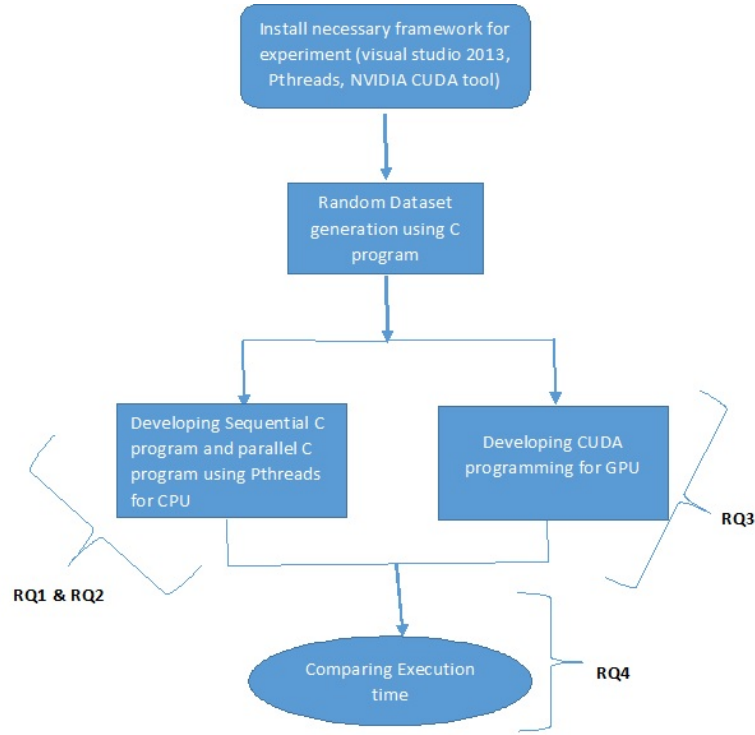 Install necessary framework for
experiment (visual studio 2013,
Pthreads, NVIDIA CUDA tool)
Random Dataset
generation using C
program
Developing Sequential C
program and parallel C
program using Pthreads
for CPU
Developing CUDA
programming for GPU
RQ3
RQ1 & RQ2
Comparing Execution
time
RQ4